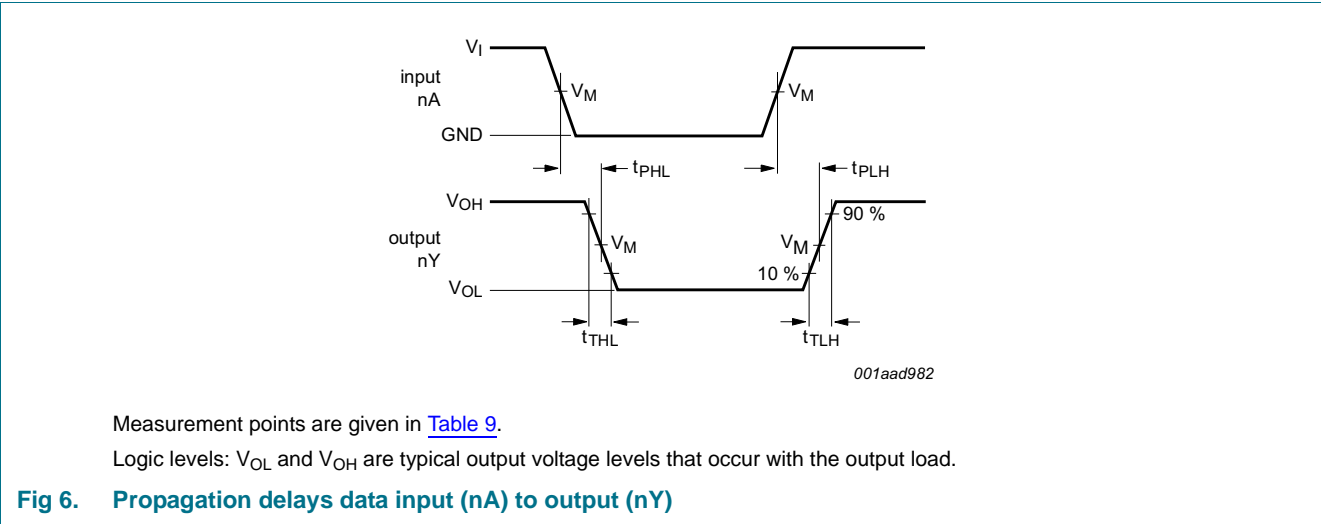 VI
input
nA
VM
VM
GND
tPHL
tPLH
VOH
90 %
output
nY
VM
VM
10 %
VOL
tTHL
tTLH
001aad982
Measurement points are given in Table 9.
Logic levels: VOL and VOH are typical output voltage levels that occur with the output load.
Fig 6. Propagation delays data input (nA) to output (nY)